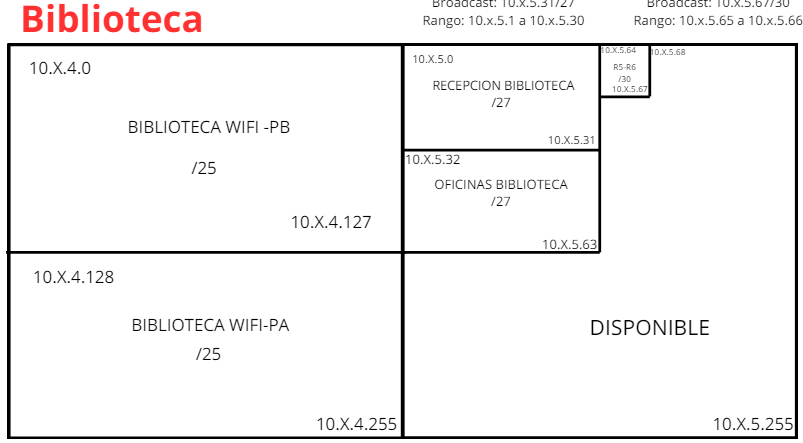 Biblioteca
Broadcast: 10.x.5.31/27
Rango: 10.x.5.1 a 10.x.5.30
Broadcast: 10.x.5.67/30
Rango: 10.x.5.65 a 10.x.5.66
10.X.4.0
BIBLIOTECA WIFI -PB
/25
10.X.4.127
10.X.5.0
RECEPCION BIBLIOTECA
/27
10.X.5.31
10.X.5.64
R5-R6
/30
10.X.5.67
10.X.5.68
10.X.5.32
OFICINAS BIBLIOTECA
/27
10.X.5.63
10.X.4.128
BIBLIOTECA WIFI-PA
/25
10.X.4.255
DISPONIBLE
10.X.5.255